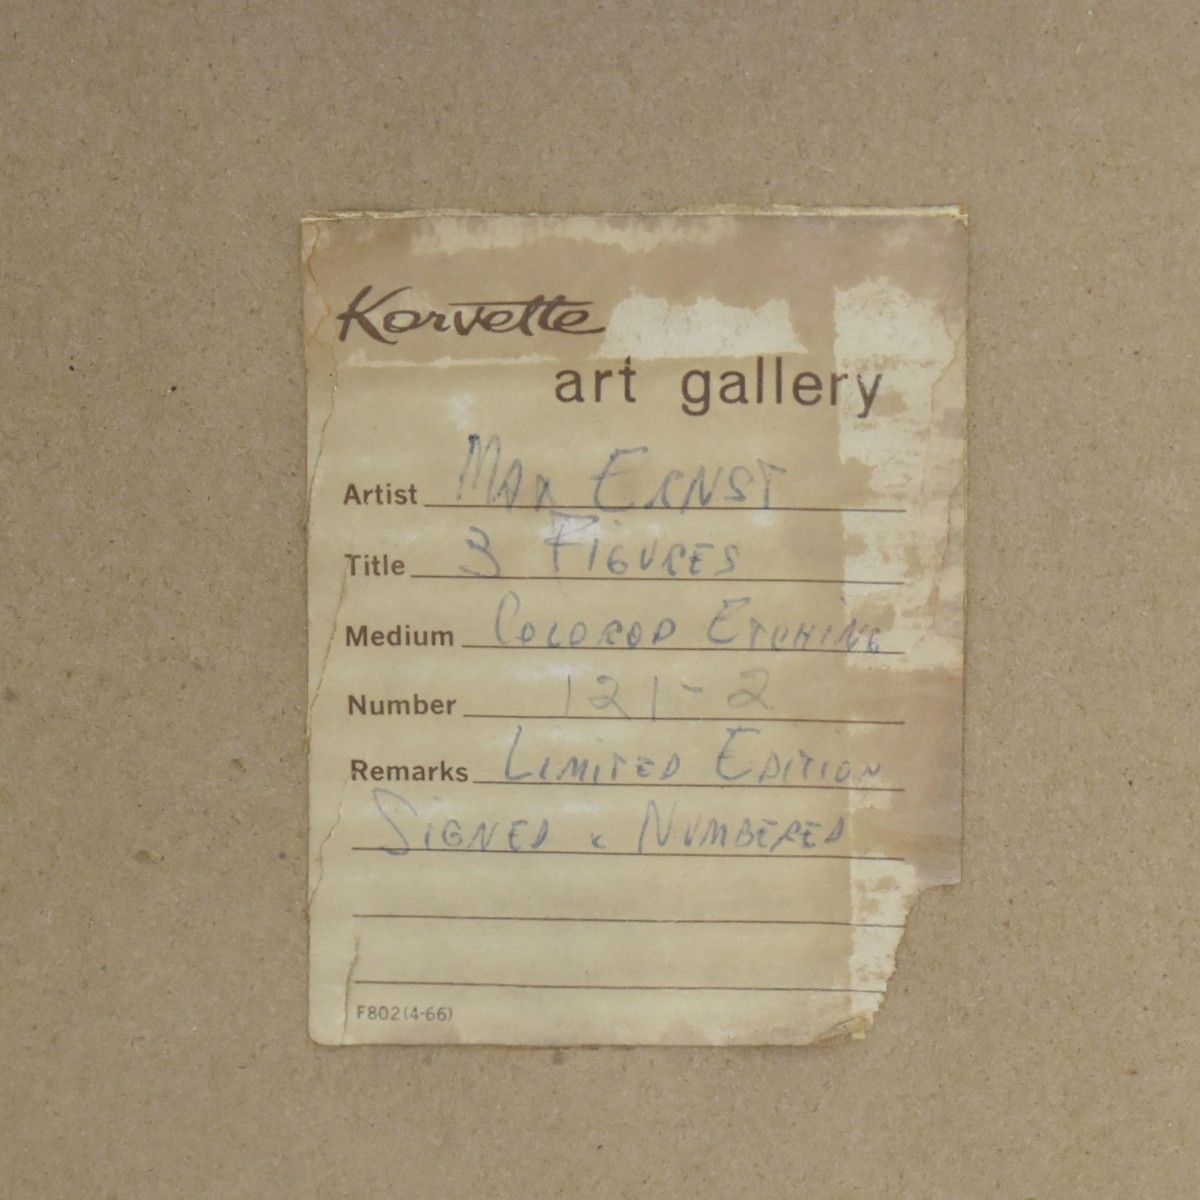 Korvette
art gallery
Artist MAX ERNST
Title 3 FIGURES
Medium COLORED ETCHING
Number 121-2
Remarks LIMITED EDITION
SIGNED & NUMBERED
F802(4-66)